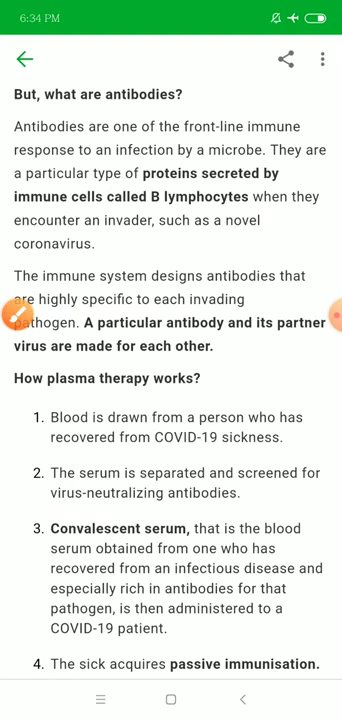 6:34 PM
But, what are antibodies?
Antibodies are one of the front-line immune
response to an infection by a microbe. They are
a particular type of proteins secreted by
immune cells called B lymphocytes when they
encounter an invader, such as a novel
coronavirus.
The immune system designs antibodies that
are highly specific to each invading
pathogen. A particular antibody and its partner
virus are made for each other.
How plasma therapy works?
1. Blood is drawn from a person who has
recovered from COVID-19 sickness.
2. The serum is separated and screened for
virus-neutralizing antibodies.
3. Convalescent serum, that is the blood
serum obtained from one who has
recovered from an infectious disease and
especially rich in antibodies for that
pathogen, is then administered to a
COVID-19 patient.
4. The sick acquires passive immunisation.